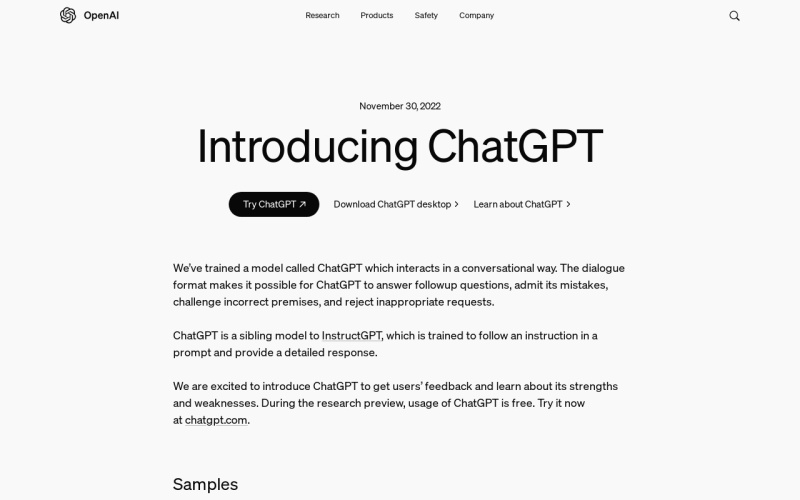 OpenAI
Research
Products
Safety
Company
November 30, 2022
Introducing ChatGPT
Try ChatGPT ↗
Download ChatGPT desktop >
Learn about ChatGPT >
We’ve trained a model called ChatGPT which interacts in a conversational way. The dialogue
format makes it possible for ChatGPT to answer followup questions, admit its mistakes,
challenge incorrect premises, and reject inappropriate requests.
ChatGPT is a sibling model to InstructGPT, which is trained to follow an instruction in a
prompt and provide a detailed response.
We are excited to introduce ChatGPT to get users’ feedback and learn about its strengths
and weaknesses. During the research preview, usage of ChatGPT is free. Try it now
at chatgpt.com.
Samples